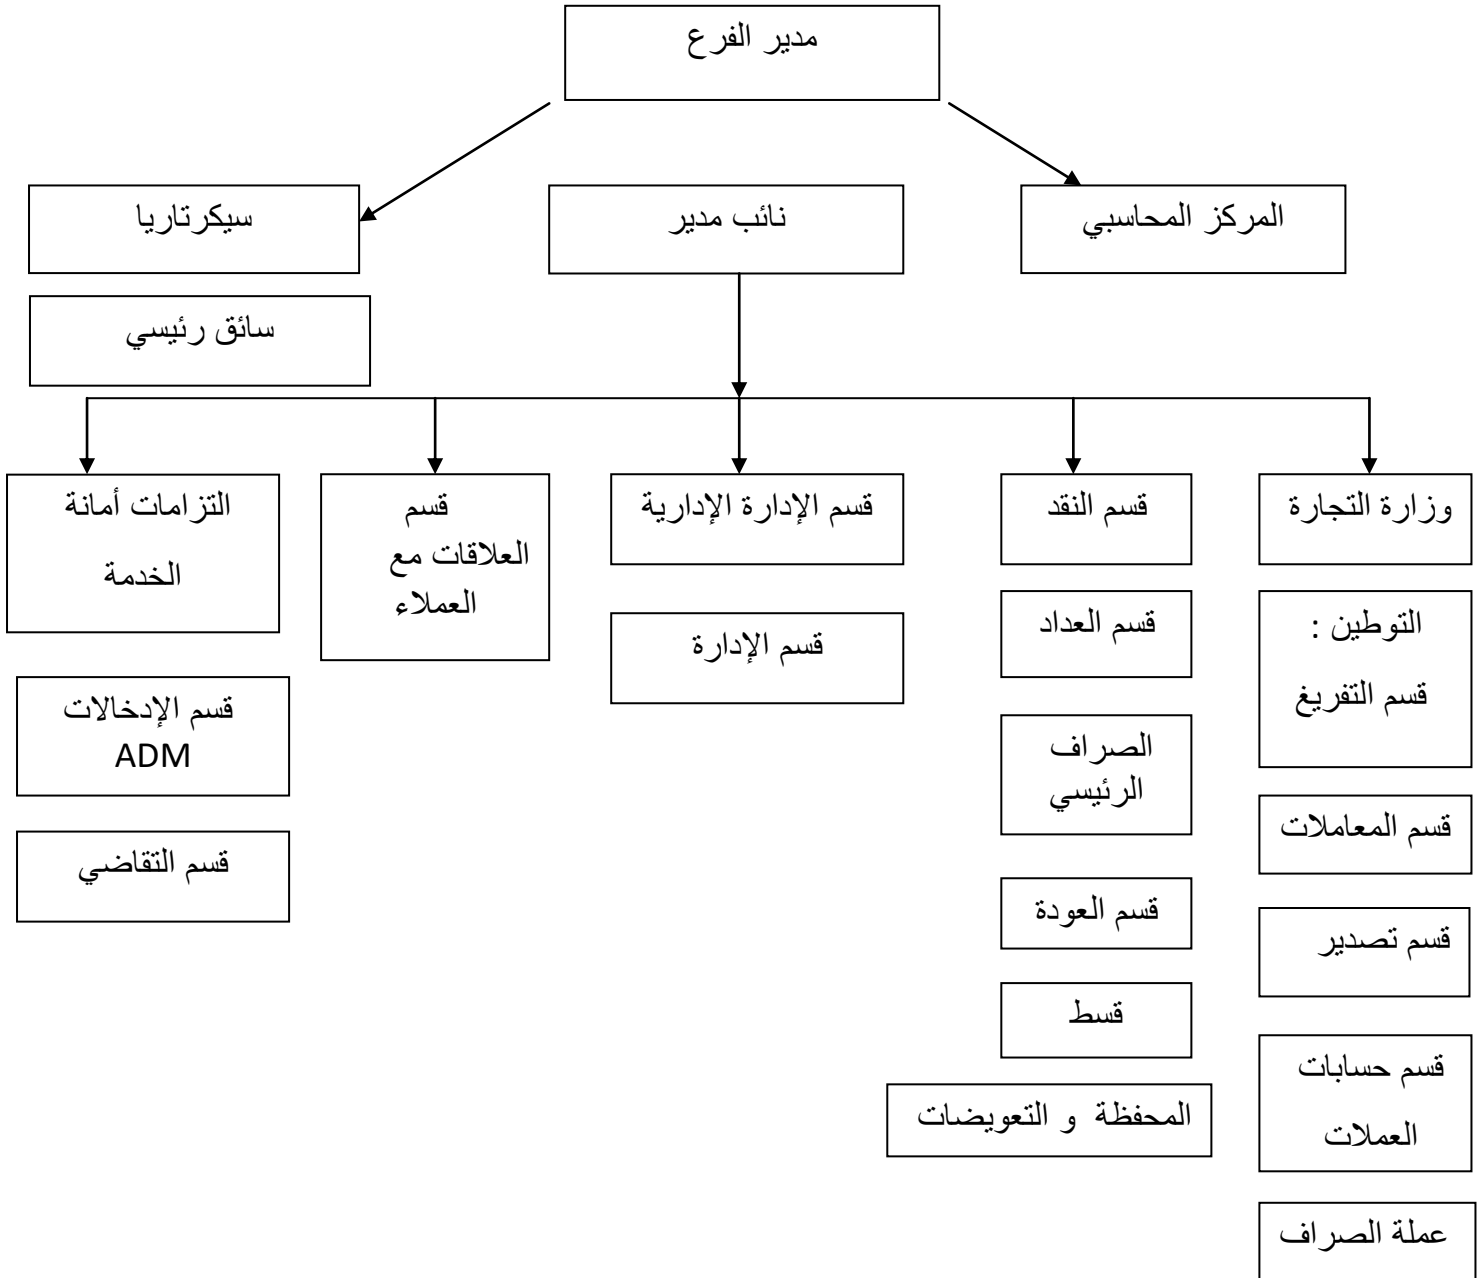 مدير الفرع
المركز المحاسبي
نائب مدير
سيكرتاريا
سائق رئيسي
وزارة التجارة
التوطين :
قسم التفريغ
قسم المعاملات
قسم تصدير
قسم حسابات
العملات
عملة الصراف
قسم النقد
قسم العداد
الصراف
الرئيسي
قسم العودة
قسط
المحفظة و التعويضات
قسم الإدارة الإدارية
قسم الإدارة
قسم
العلاقات مع
العملاء
التزامات أمانة
الخدمة
قسم الإدخالات
ADM
قسم التقاضي